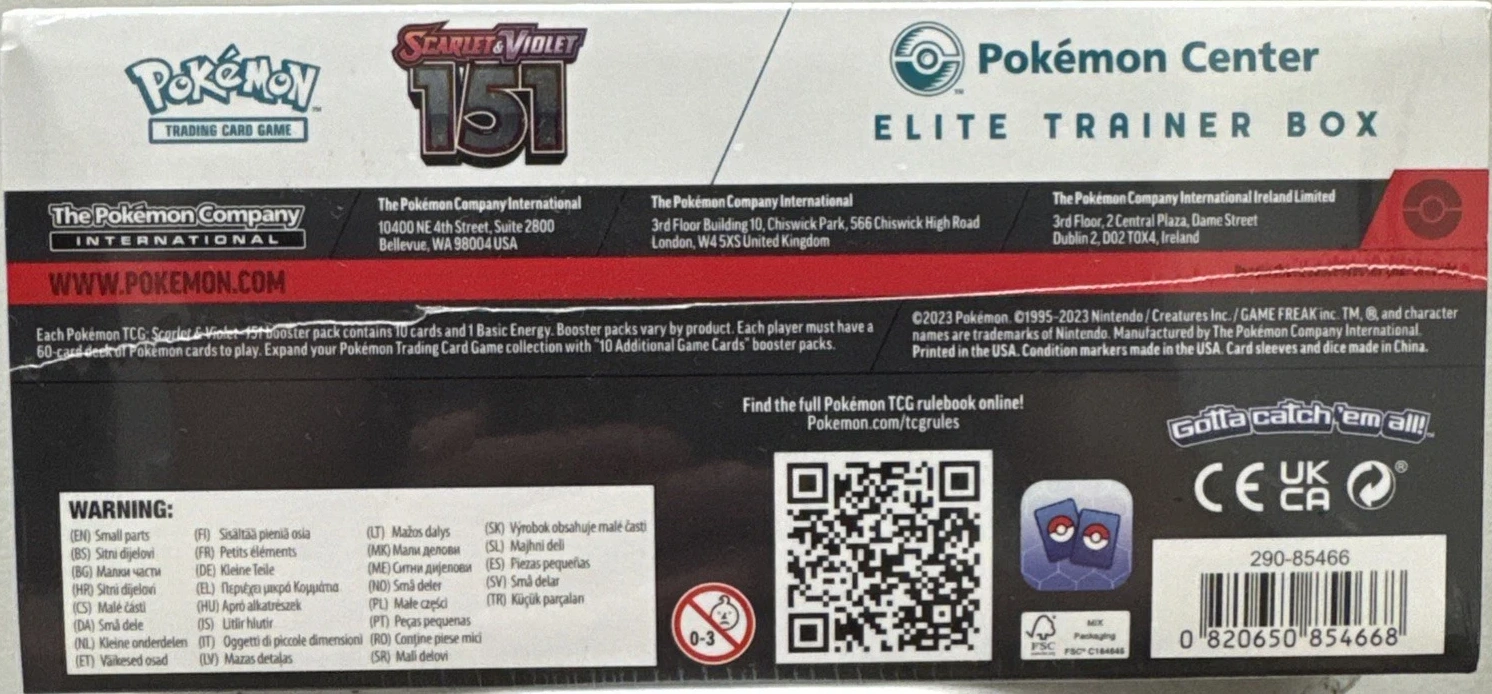 POKéMON™
TRADING CARD GAME
SCARLET & VIOLET
151
Pokémon Center
™
ELITE TRAINER BOX
The Pokémon Company
INTERNATIONAL
The Pokémon Company International
10400 NE 4th Street, Suite 2800
Bellevue, WA 98004 USA
The Pokémon Company International
3rd Floor Building 10, Chiswick Park, 566 Chiswick High Road
London, W4 5XS United Kingdom
The Pokémon Company International Ireland Limited
3rd Floor, 2 Central Plaza, Dame Street
Dublin 2, D02 T0X4, Ireland
WWW.POKEMON.COM
Each Pokémon TCG: Scarlet & Violet—151 booster pack contains 10 cards and 1 Basic Energy. Booster packs vary by product. Each player must have a
60-card deck of Pokémon cards to play. Expand your Pokémon Trading Card Game collection with "10 Additional Game Cards" booster packs.
©2023 Pokémon. ©1995-2023 Nintendo / Creatures Inc. / GAME FREAK inc. TM, ®, and character
names are trademarks of Nintendo. Manufactured by The Pokémon Company International.
Printed in the USA. Condition markers made in the USA. Card sleeves and dice made in China.
Find the full Pokémon TCG rulebook online!
Pokemon.com/tcgrules
Gotta catch 'em all!™
CE UK CA ®
WARNING:
(EN) Small parts
(BS) Sitni dijelovi
(BG) Малки части
(HR) Sitni dijelovi
(CS) Malé části
(DA) Små dele
(NL) Kleine onderdelen
(ET) Väikesed osad
(FI) Sisältää pieniä osia
(FR) Petits éléments
(DE) Kleine Teile
(EL) Περιέχει μικρά Κομμάτια
(HU) Apró alkatrészek
(IS) Litlir hlutir
(IT) Oggetti di piccole dimensioni
(LV) Mazas detaļas
(LT) Mažos dalys
(MK) Мали делови
(ME) Ситни дијелови
(NO) Små deler
(PL) Małe części
(PT) Peças pequenas
(RO) Conține piese mici
(SR) Mali delovi
(SK) Výrobok obsahuje malé časti
(SL) Majhni deli
(ES) Piezas pequeñas
(SV) Små delar
(TR) Küçük parçaları
0-3
FSC
MIX
Packaging
FSC® C184645
290-85466
0 820650 854668